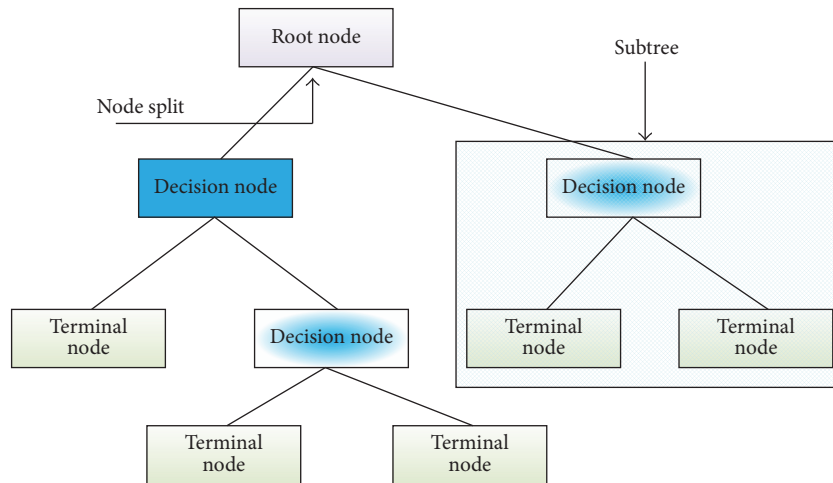 Root node
Subtree
Node split
Decision node
Decision node
Terminal
node
Decision node
Terminal
node
Terminal
node
Terminal
node
Terminal
node